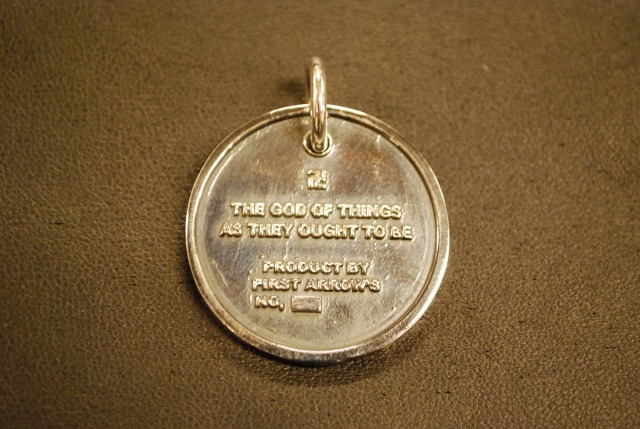 THE GOD OF THINGS
AS THEY OUGHT TO BE
PRODUCT BY
FIRST ARROW'S
NO,